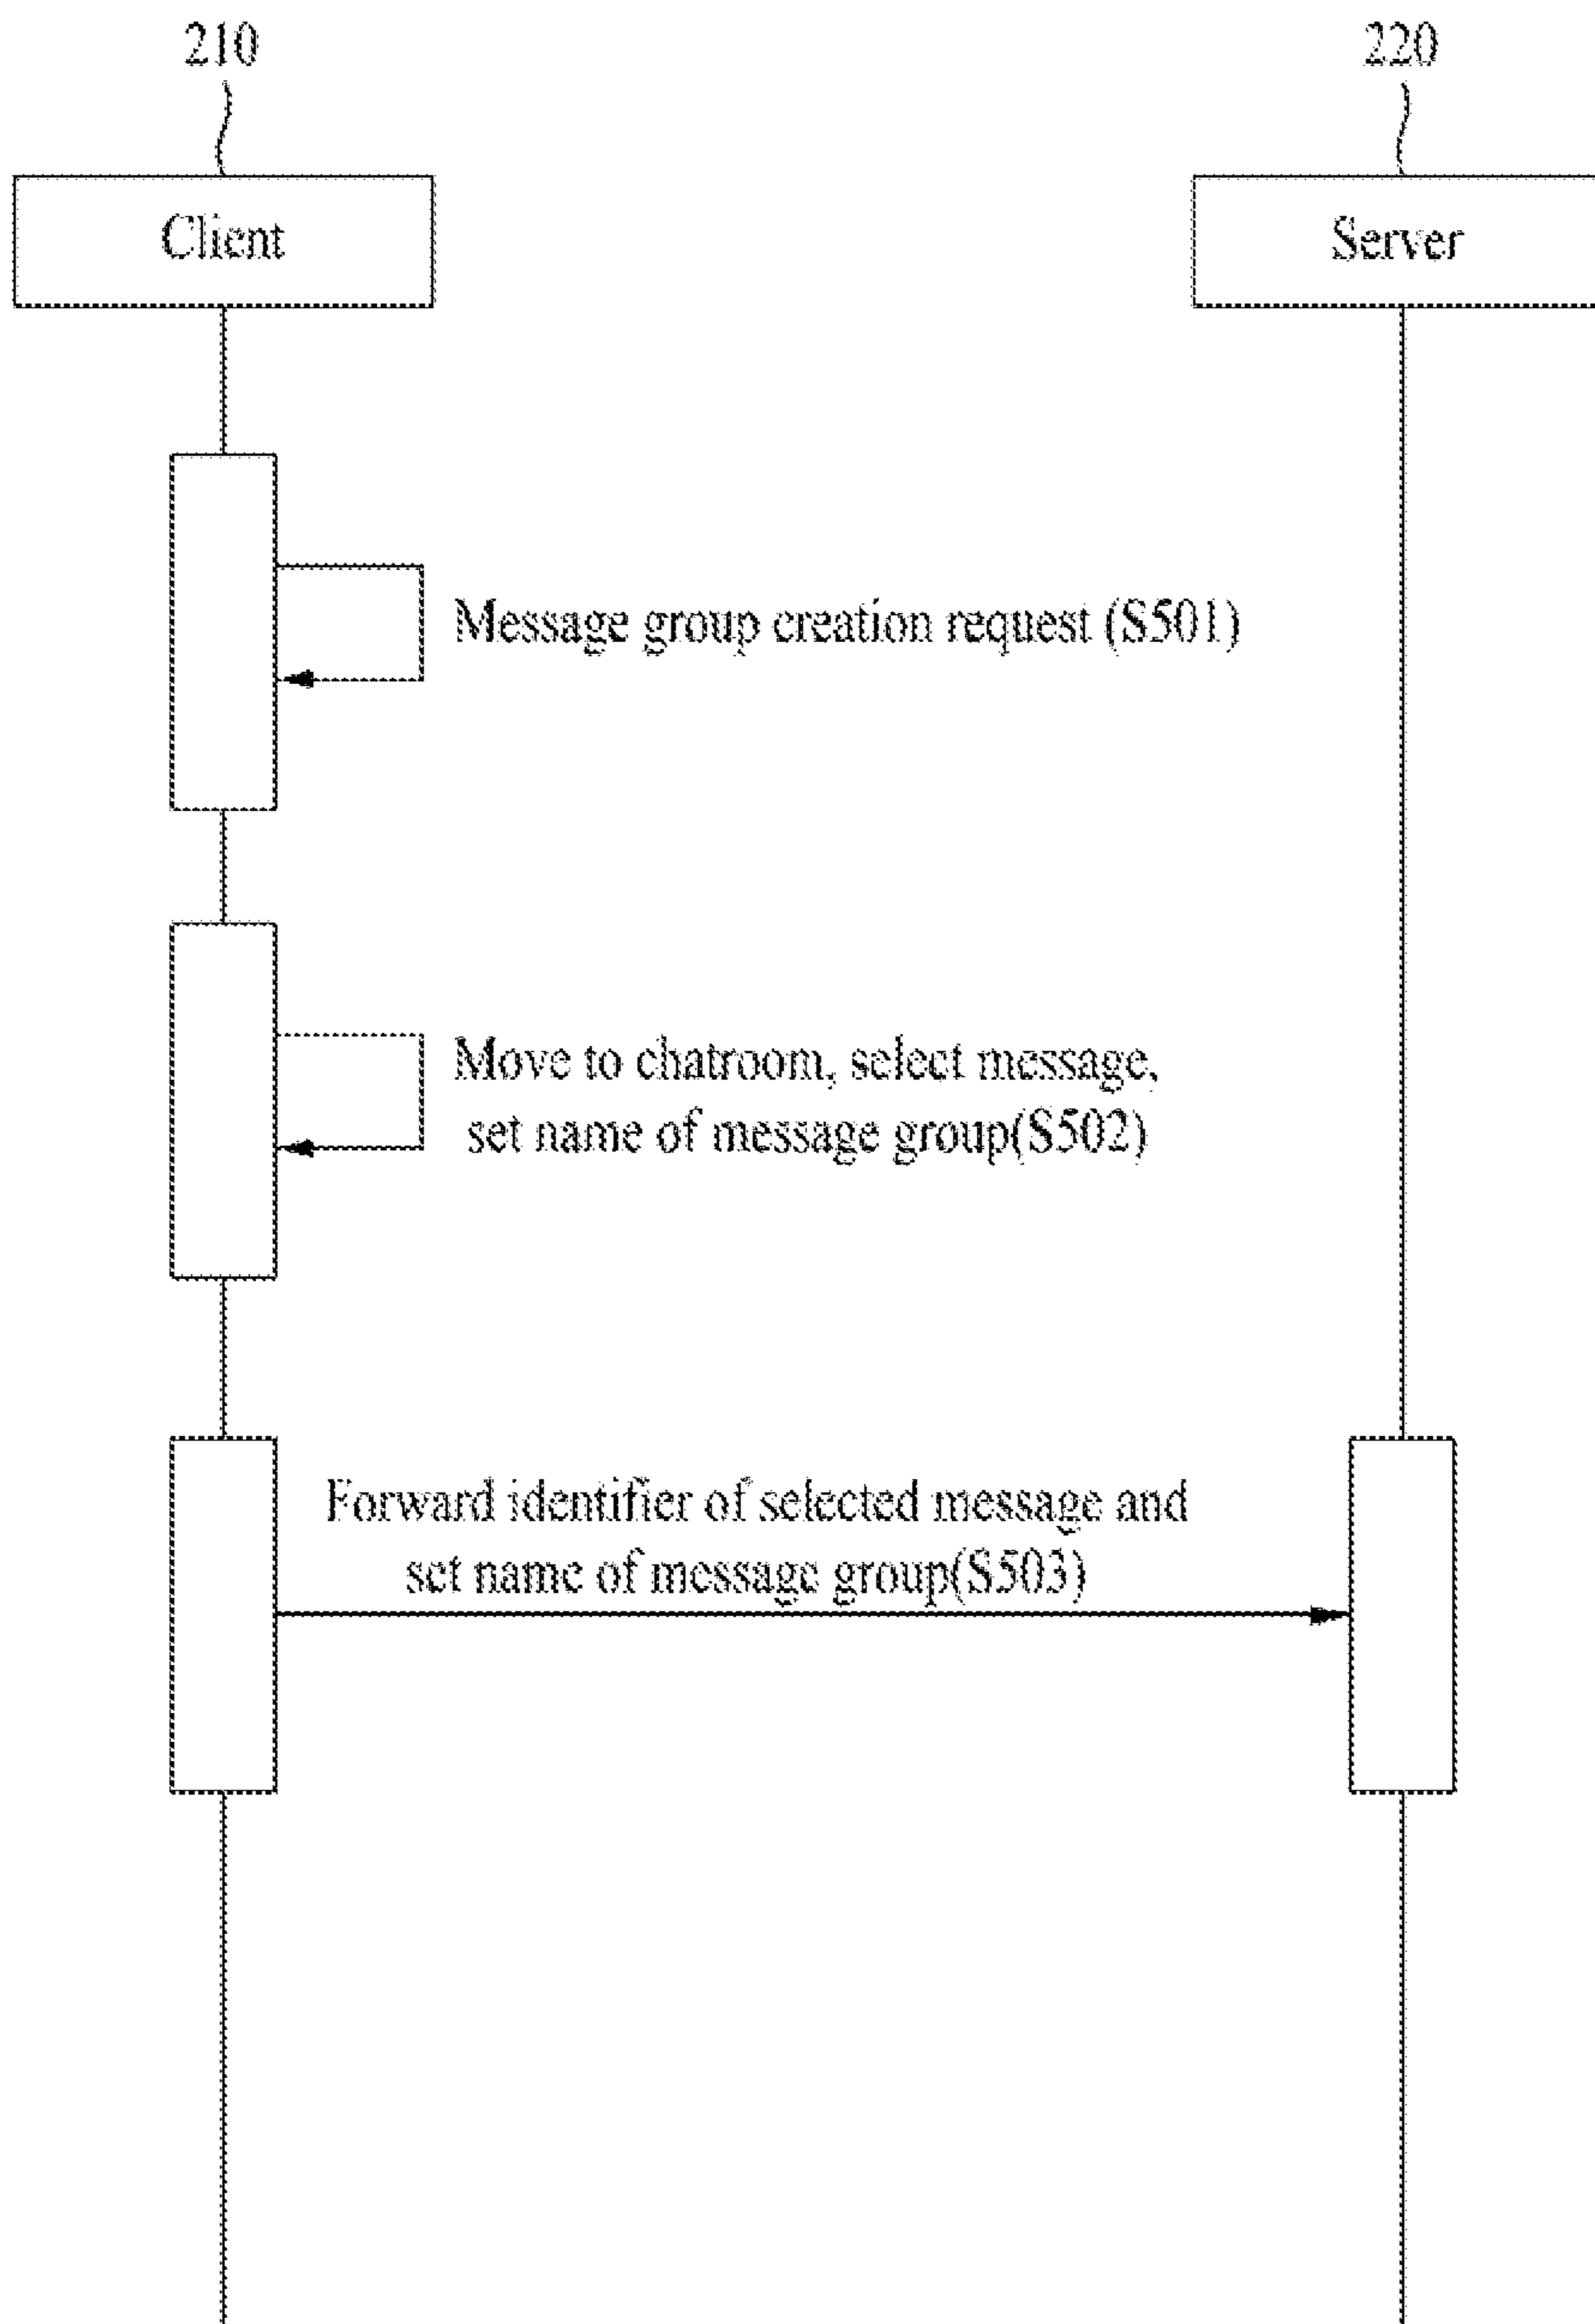 210
220
Client
Server
Message group creation request (S501)
Move to chatroom, select message,
set name of message group(S502)
Forward identifier of selected message and
set name of message group(S503)